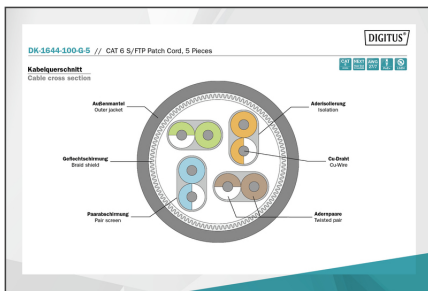 DIGITUS®
DK-1644-100-G-5 // CAT 6 S/FTP Patch Cord, 5 Pieces
Kabelquerschnitt
Cable cross section
Außenmantel
Outer jacket
Aderisolierung
Isolation
Geflochtschirmung
Braid shield
Cu-Draht
Cu-Wire
Paarabschirmung
Pair screen
Aderpaare
Twisted pair